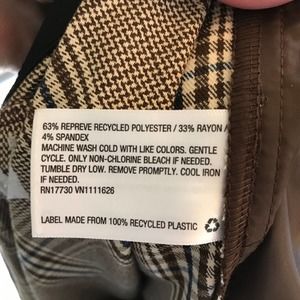 63% REPREVE RECYCLED POLYESTER / 33% RAYON /
4% SPANDEX
MACHINE WASH COLD WITH LIKE COLORS. GENTLE
CYCLE. ONLY NON-CHLORINE BLEACH IF NEEDED.
TUMBLE DRY LOW. REMOVE PROMPTLY. COOL IRON
IF NEEDED.
RN17730 VN1111626
LABEL MADE FROM 100% RECYCLED PLASTIC